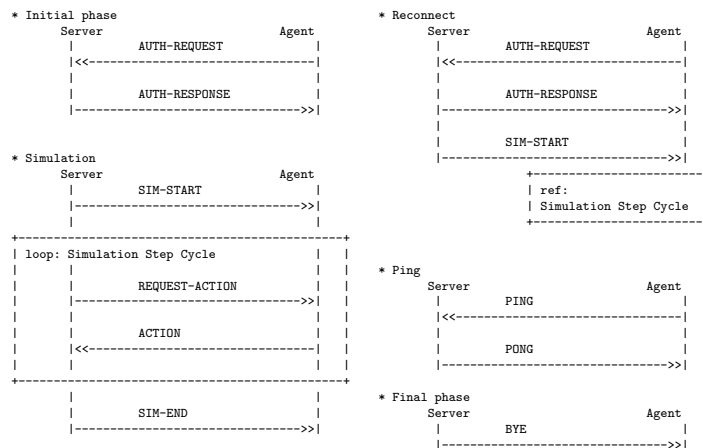 * Initial phase
Server Agent
AUTH-REQUEST
AUTH-RESPONSE
* Simulation
Server Agent
SIM-START
loop: Simulation Step Cycle
REQUEST-ACTION
ACTION
SIM-END
* Reconnect
Server Agent
AUTH-REQUEST
AUTH-RESPONSE
SIM-START
ref:
Simulation Step Cycle
* Ping
Server Agent
PING
PONG
* Final phase
Server Agent
BYE